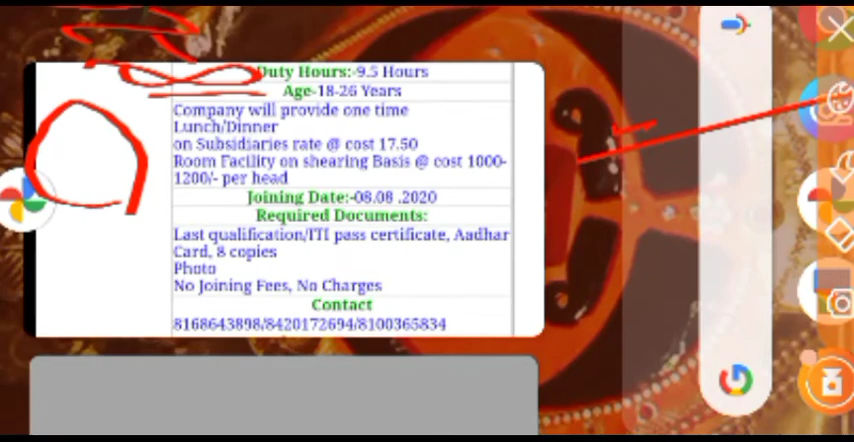 Duty Hours:-9.5 Hours
Age-18-26 Years
Company will provide one time
Lunch/Dinner
on Subsidiaries rate @ cost 17.50
Room Facility on shearing Basis @ cost 1000-
1200/- per head
Joining Date:-08.08 .2020
Required Documents:
Last qualification/ITI pass certificate, Aadhar
Card, 8 copies
Photo
No Joining Fees, No Charges
Contact
8168643898/8420172694/8100365834